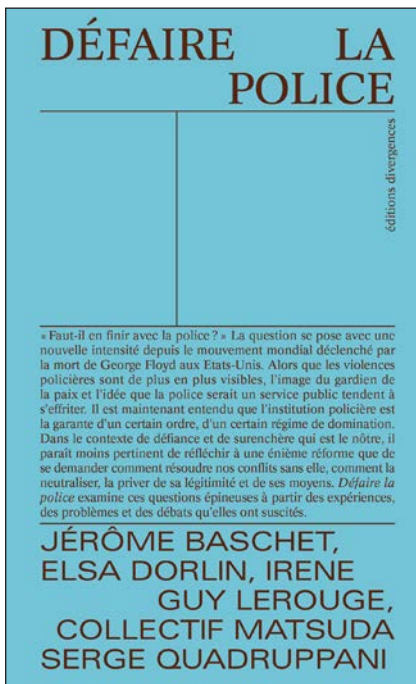 DÉFAIRE LA
POLICE
éditions divergences
« Faut-il en finir avec la police ? » La question se pose avec une
nouvelle intensité depuis le mouvement mondial déclenché par
la mort de George Floyd aux Etats-Unis. Alors que les violences
policières sont de plus en plus visibles, l'image du gardien de
la paix et l'idée que la police serait un service public tendent à
s'effriter. Il est maintenant entendu que l'institution policière est
la garante d'un certain ordre, d'un certain régime de domination.
Dans le contexte de défiance et de surenchère qui est le nôtre, il
paraît moins pertinent de réfléchir à une énième réforme que de
se demander comment résoudre nos conflits sans elle, comment la
neutraliser, la priver de sa légitimité et de ses moyens. Défaire la
police examine ces questions épineuses à partir des expériences,
des problèmes et des débats qu'elles ont suscités.
JÉRÔME BASCHET,
ELSA DORLIN, IRENE
GUY LEROUGE,
COLLECTIF MATSUDA
SERGE QUADRUPPANI